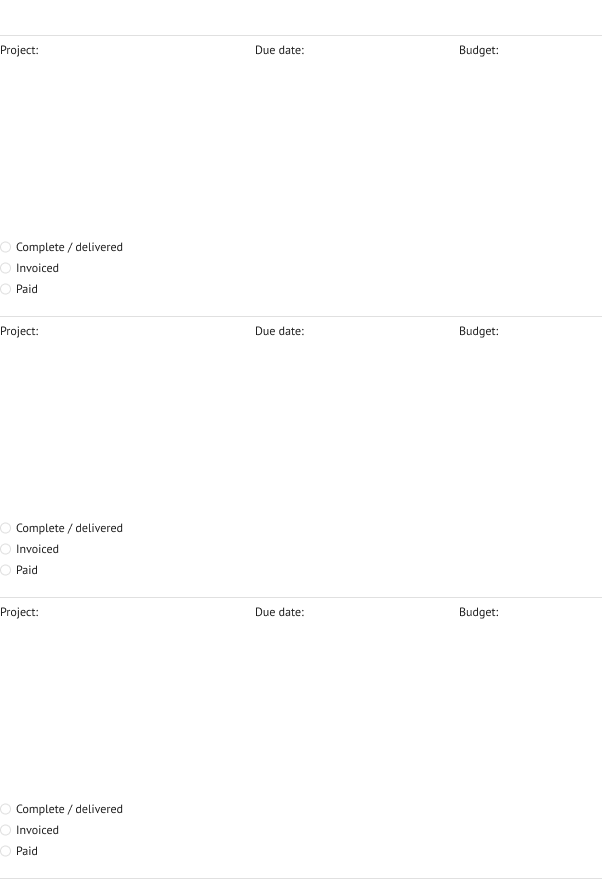 Project: Due date: Budget:
Complete / delivered
Invoiced
Paid
Project: Due date: Budget:
Complete / delivered
Invoiced
Paid
Project: Due date: Budget:
Complete / delivered
Invoiced
Paid